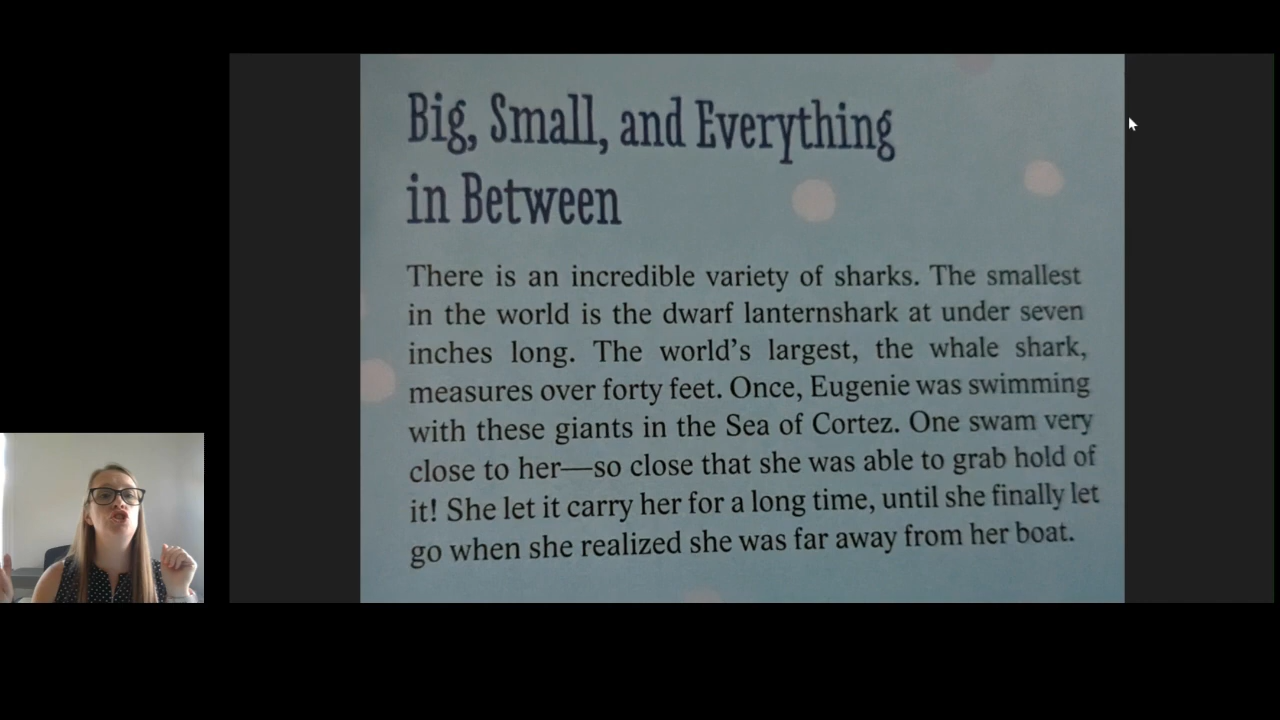 Big, Small, and Everything
in Between
There is an incredible variety of sharks. The smallest
in the world is the dwarf lanternshark at under seven
inches long. The world’s largest, the whale shark,
measures over forty feet. Once, Eugenie was swimming
with these giants in the Sea of Cortez. One swam very
close to her—so close that she was able to grab hold of
it! She let it carry her for a long time, until she finally let
go when she realized she was far away from her boat.